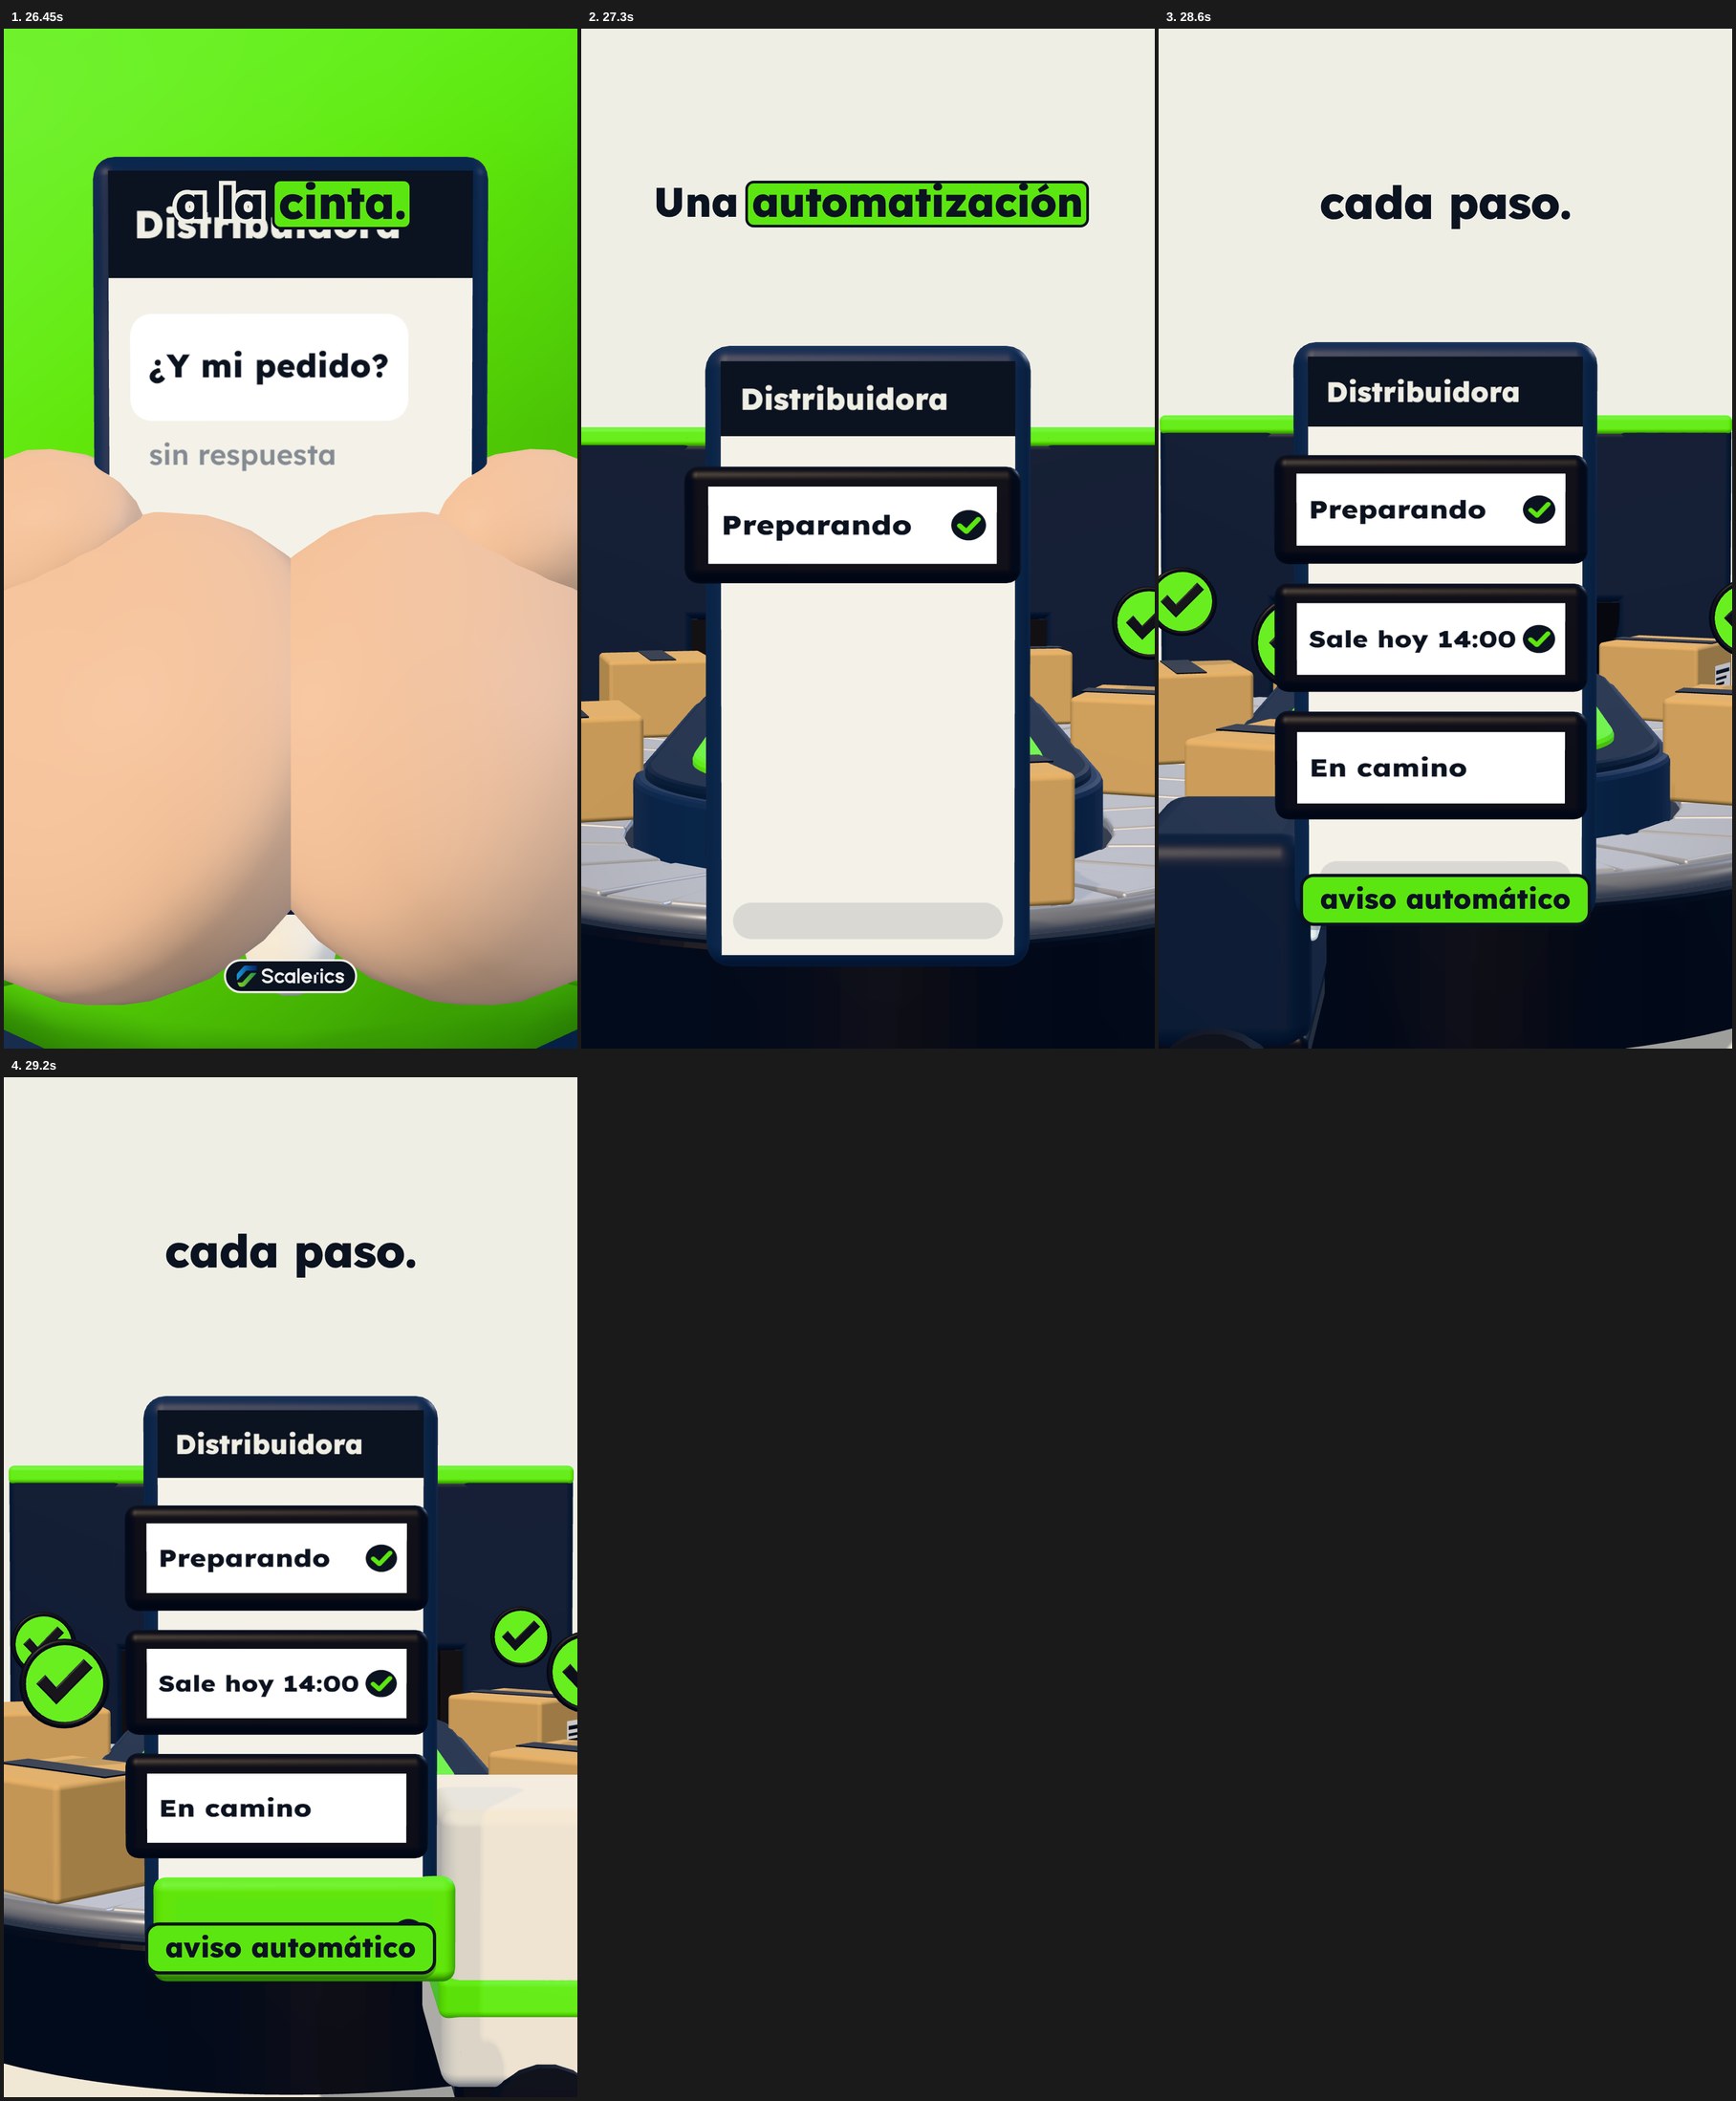 1. 26.45s
a la cinta.
Distribuidora
¿Y mi pedido?
sin respuesta
Scalerics
2. 27.3s
Una automatización
Distribuidora
Preparando
3. 28.6s
cada paso.
Distribuidora
Preparando
Sale hoy 14:00
En camino
aviso automático
4. 29.2s
cada paso.
Distribuidora
Preparando
Sale hoy 14:00
En camino
aviso automático